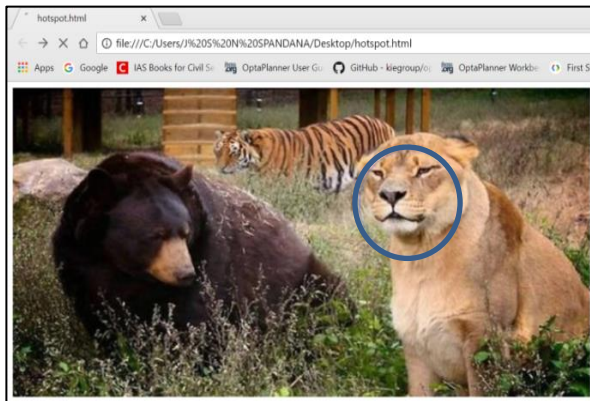 hotspot.html
file:///C:/Users/J%20S%20N%20SPANDANA/Desktop/hotspot.html
Apps Google C IAS Books for Civil Se OptaPlanner User Gu GitHub - kiegroup/o OptaPlanner Workbe First S